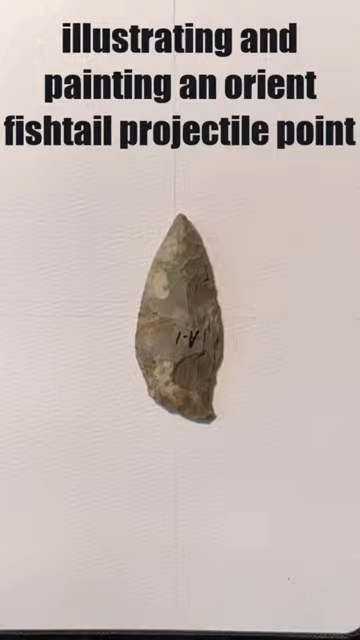 illustrating and
painting an orient
fishtail projectile point